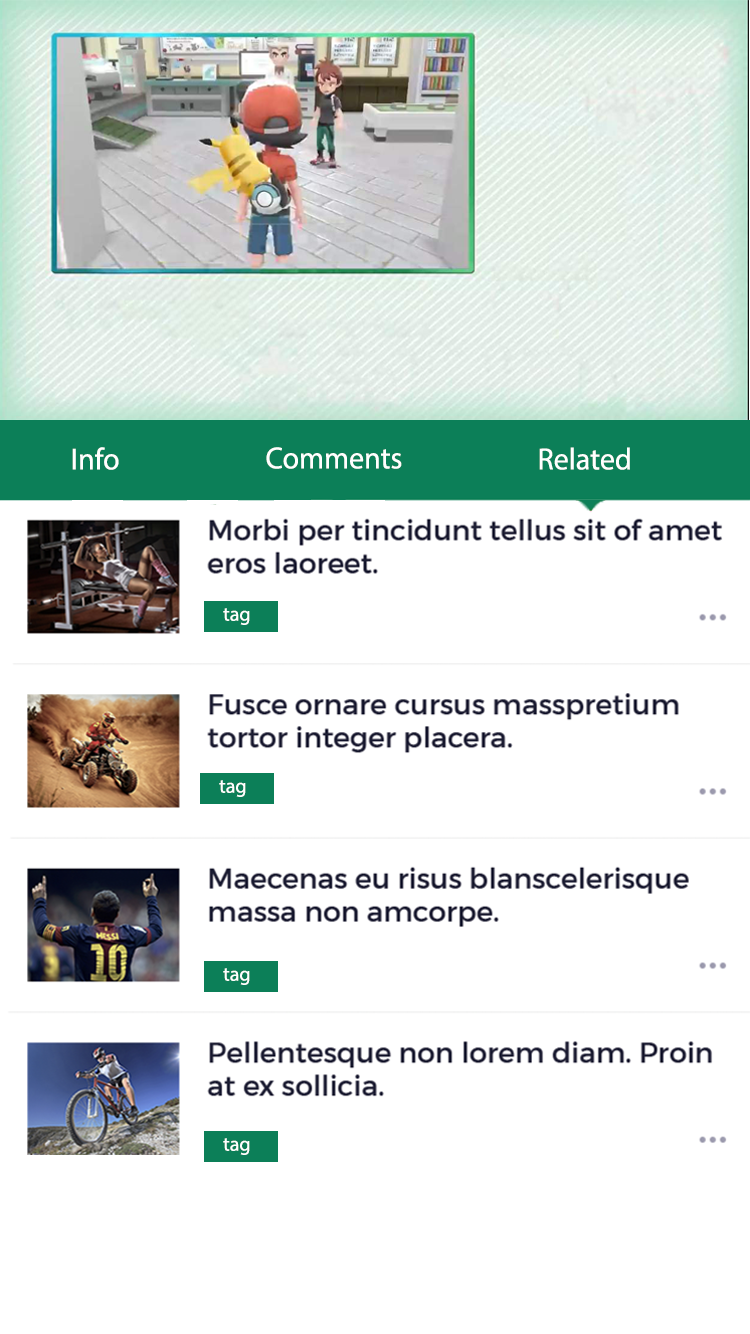 Info
Comments
Related
Morbi per tincidunt tellus sit of amet
eros laoreet.
tag
Fusce ornare cursus masspretium
tortor integer placera.
tag
MESSI
10
Maecenas eu risus blanscelerisque
massa non amcorpe.
tag
Pellentesque non lorem diam. Proin
at ex sollicia.
tag